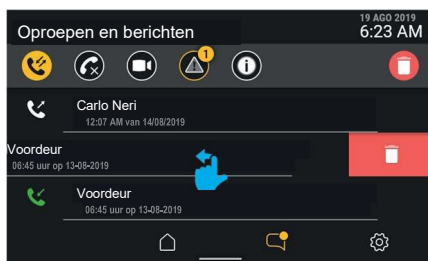 19 AGO 2019
Oproepen en berichten
6:23 AM
1
Carlo Neri
12:07 AM van 14/08/2019
Voordeur
06:45 uur op 13-08-2019
Voordeur
06:45 uur op 13-08-2019